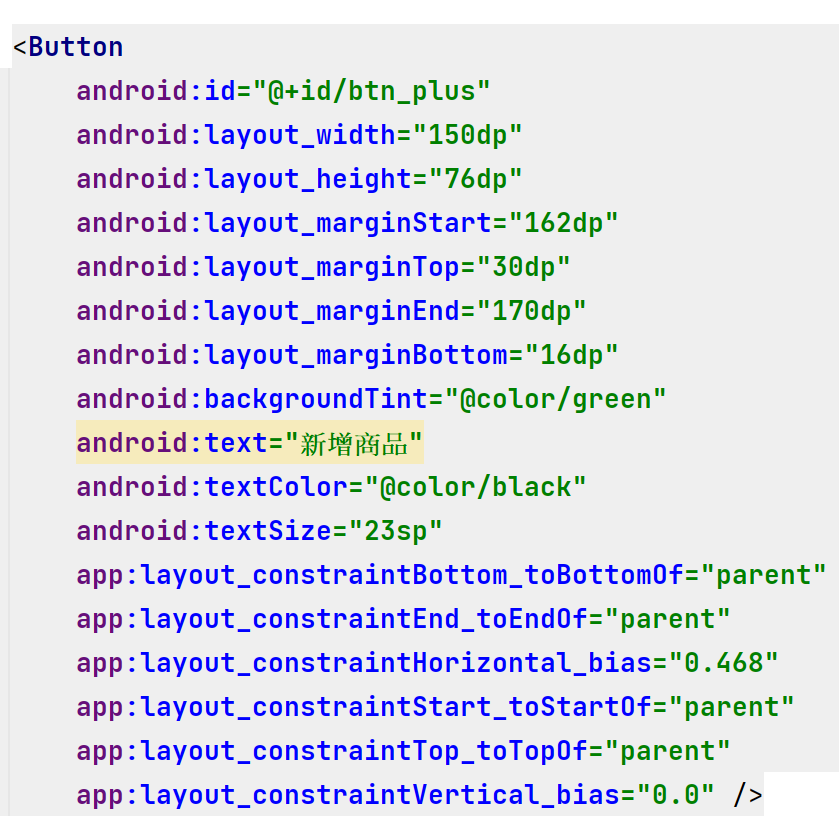 <Button
android:id="@+id/btn_plus"
android:layout_width="150dp"
android:layout_height="76dp"
android:layout_marginStart="162dp"
android:layout_marginTop="30dp"
android:layout_marginEnd="170dp"
android:layout_marginBottom="16dp"
android:backgroundTint="@color/green"
android:text="新增商品"
android:textColor="@color/black"
android:textSize="23sp"
app:layout_constraintBottom_toBottomOf="parent"
app:layout_constraintEnd_toEndOf="parent"
app:layout_constraintHorizontal_bias="0.468"
app:layout_constraintStart_toStartOf="parent"
app:layout_constraintTop_toTopOf="parent"
app:layout_constraintVertical_bias="0.0" />